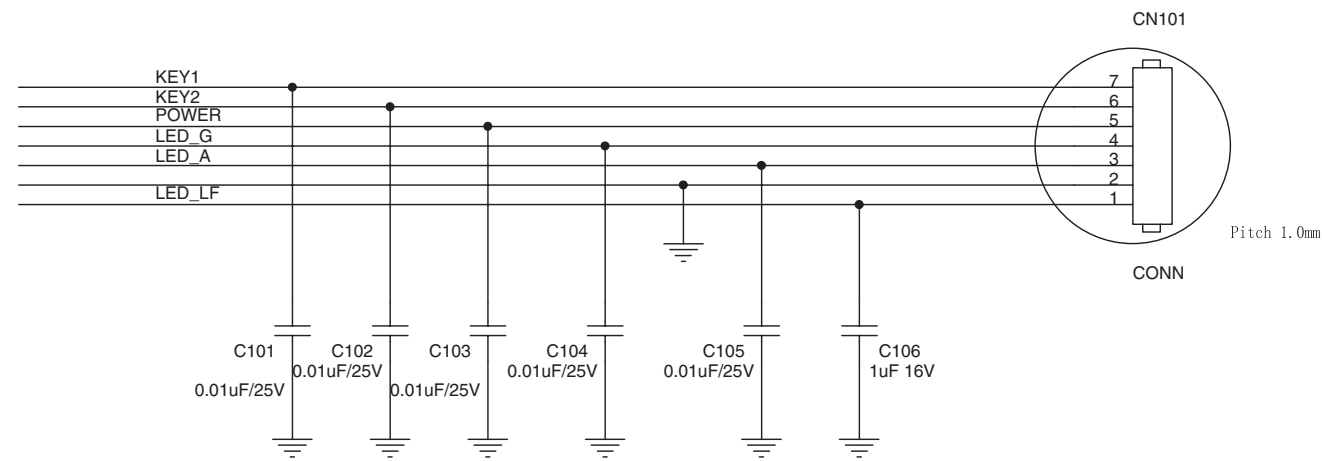 CN101
KEY1
7
KEY2
6
POWER
5
LED_G
4
LED_A
3
2
LED_LF
1
Pitch 1.0mm
CONN
C101
0.01uF/25V
C102
0.01uF/25V
C103
0.01uF/25V
C104
0.01uF/25V
C105
0.01uF/25V
C106
1uF 16V